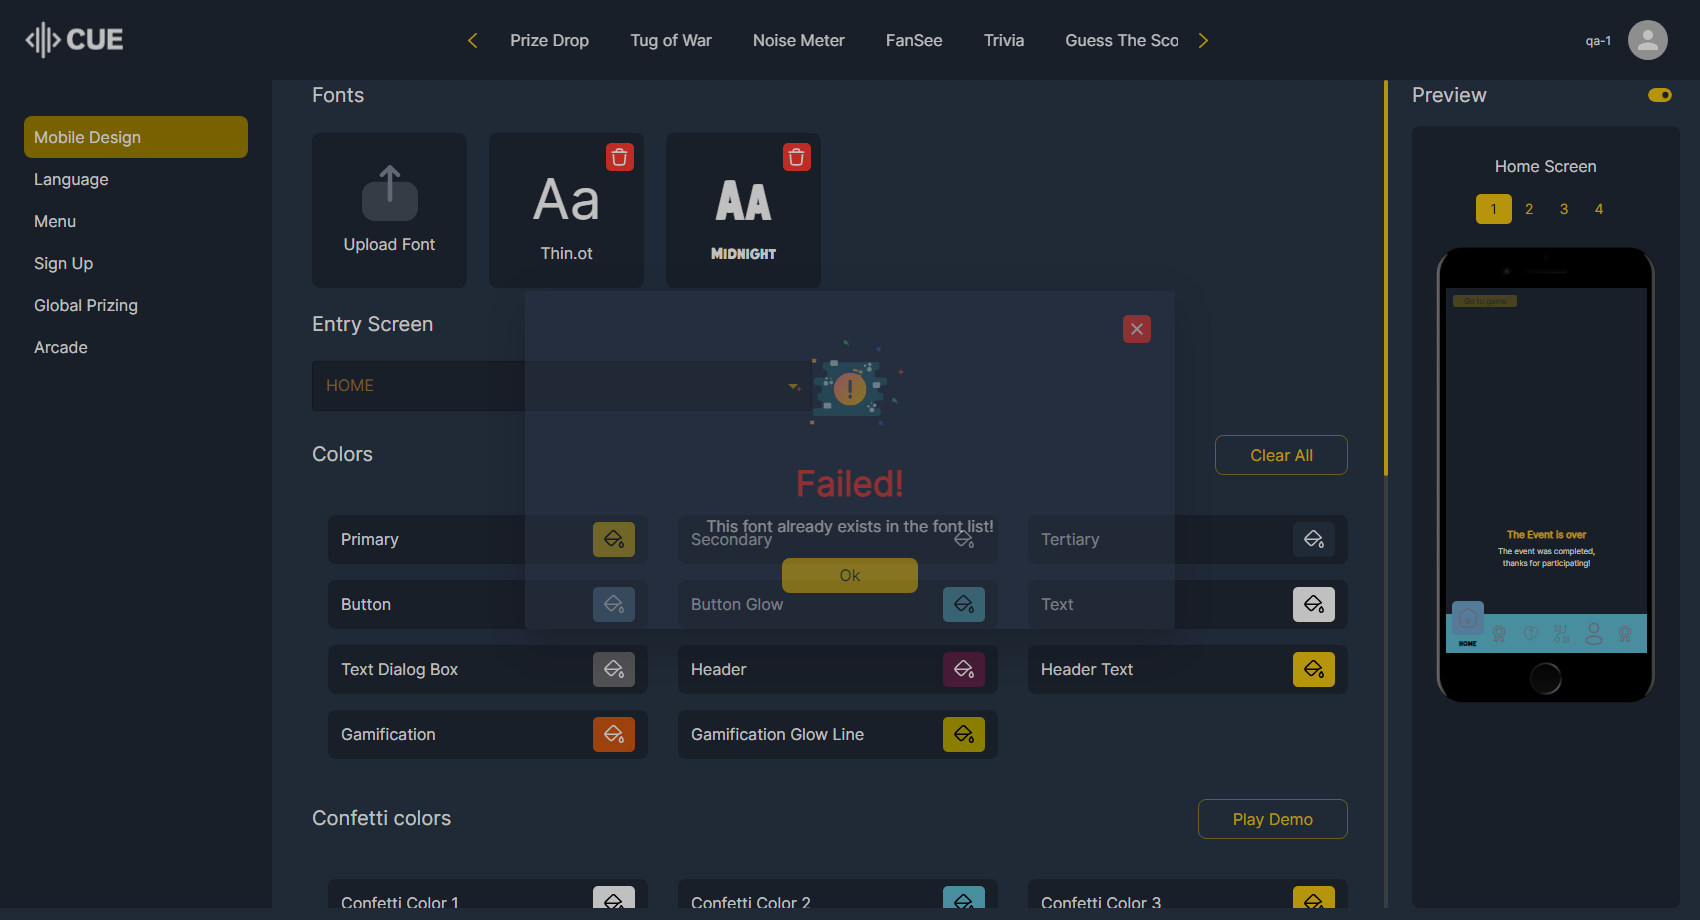 CUE
Prize Drop
Tug of War
Noise Meter
FanSee
Trivia
Guess The Sco
qa-1
Mobile Design
Language
Menu
Sign Up
Global Prizing
Arcade
Fonts
Upload Font
Aa
Thin.ot
AA
MIDNIGHT
Entry Screen
HOME
Failed!
This font already exists in the font list!
Ok
Colors
Clear All
Primary
Secondary
Tertiary
Button
Button Glow
Text
Text Dialog Box
Header
Header Text
Gamification
Gamification Glow Line
Confetti colors
Play Demo
Confetti Color 1
Confetti Color 2
Confetti Color 3
Preview
Home Screen
1 2 3 4
Go to game
The Event is over
The event was completed,
thanks for participating!
HOME